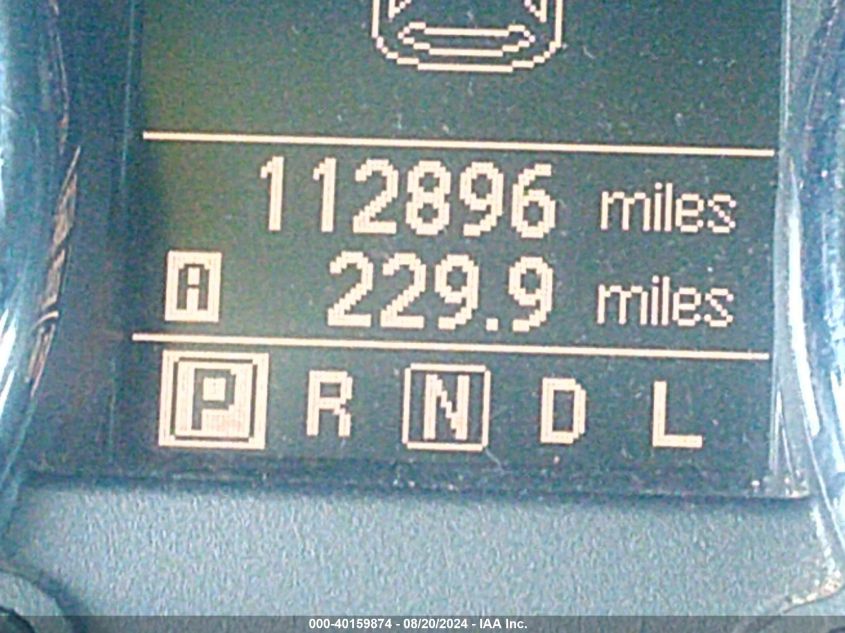 112896 miles
A 229.9 miles
P R N D L
000-40159874 - 08/20/2024 - IAA Inc.